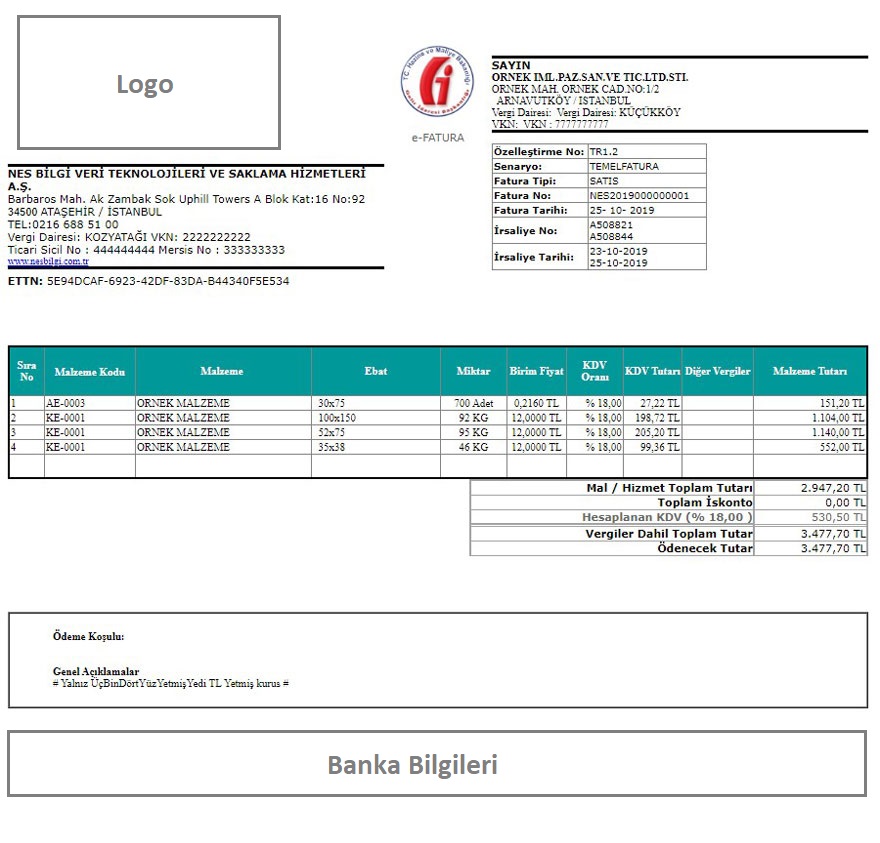 Logo
T.C. Hazine ve Maliye Bakanlığı
Gelir İdaresi Başkanlığı
e-FATURA
SAYIN
ORNEK IML.PAZ.SAN.VE TIC.LTD.STI.
ORNEK MAH. ORNEK CAD.NO:1/2
ARNAVUTKÖY / ISTANBUL
Vergi Dairesi: Vergi Dairesi: KÜÇÜKKÖY
VKN: VKN : 7777777777
NES BİLGİ VERİ TEKNOLOJİLERİ VE SAKLAMA HİZMETLERİ
A.Ş.
Barbaros Mah. Ak Zambak Sok Uphill Towers A Blok Kat:16 No:92
34500 ATAŞEHİR / İSTANBUL
TEL:0216 688 51 00
Vergi Dairesi: KOZYATAĞI VKN: 2222222222
Ticari Sicil No : 444444444 Mersis No : 333333333
www.nesbilgi.com.tr
ETTN: 5E94DCAF-6923-42DF-83DA-B44340F5E534
Özelleştirme No: TR1.2
Senaryo: TEMELFATURA
Fatura Tipi: SATIS
Fatura No: NES2019000000001
Fatura Tarihi: 25- 10- 2019
İrsaliye No: A508821
A508844
İrsaliye Tarihi: 23-10-2019
25-10-2019
Sıra No Malzeme Kodu Malzeme Ebat Miktar Birim Fiyat KDV Oranı KDV Tutarı Diğer Vergiler Malzeme Tutarı
1 AE-0003 ORNEK MALZEME 30x75 700 Adet 0,2160 TL % 18,00 27,22 TL 151,20 TL
2 KE-0001 ORNEK MALZEME 100x150 92 KG 12,0000 TL % 18,00 198,72 TL 1.104,00 TL
3 KE-0001 ORNEK MALZEME 52x75 95 KG 12,0000 TL % 18,00 205,20 TL 1.140,00 TL
4 KE-0001 ORNEK MALZEME 35x38 46 KG 12,0000 TL % 18,00 99,36 TL 552,00 TL
Mal / Hizmet Toplam Tutarı 2.947,20 TL
Toplam İskonto 0,00 TL
Hesaplanan KDV (% 18,00 ) 530,50 TL
Vergiler Dahil Toplam Tutar 3.477,70 TL
Ödenecek Tutar 3.477,70 TL
Ödeme Koşulu:
Genel Açıklamalar
# Yalnız ÜçBinDörtYüzYetmişYedi TL Yetmiş kurus #
Banka Bilgileri